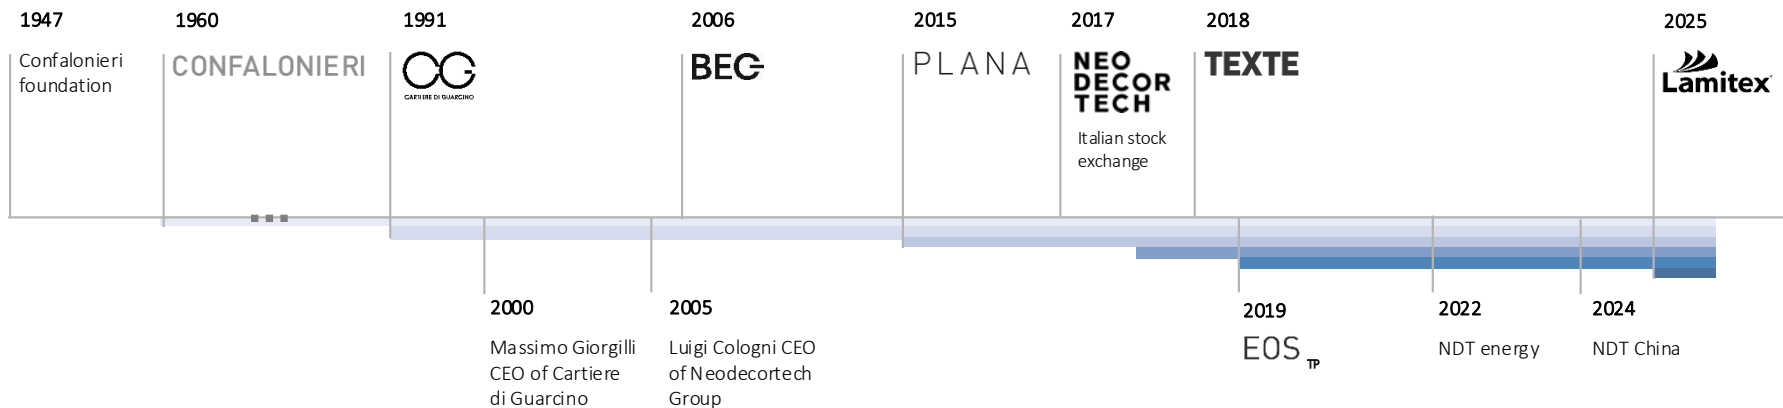 1947
Confalonieri
foundation
1960
CONFALONIERI
1991
CG
CARTIERE DI GUARCINO
2006
BEG
2015
PLANA
2017
NEO
DECOR
TECH
Italian stock
exchange
2018
TEXTE
2025
Lamitex
2000
Massimo Giorgilli
CEO of Cartiere
di Guarcino
2005
Luigi Cologni CEO
of Neodecortech
Group
2019
EOS TP
2022
NDT energy
2024
NDT China